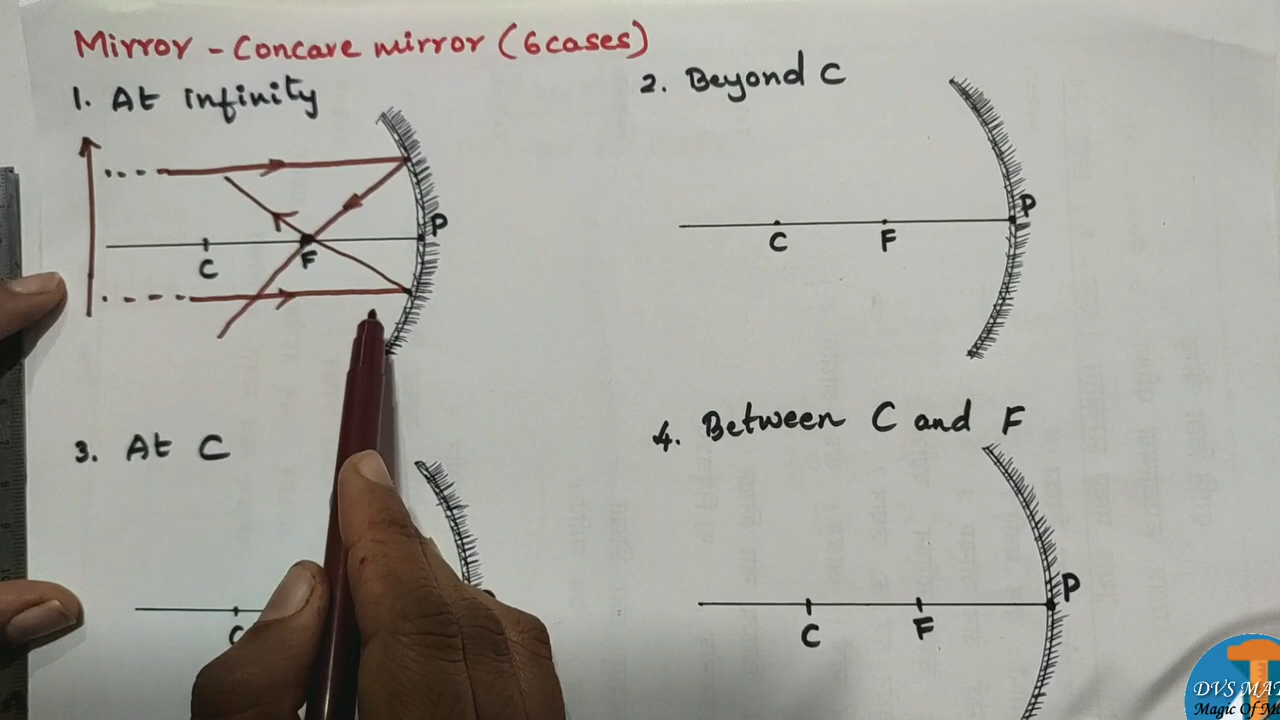 Mirror - Concave mirror (6 cases)
1. At infinity
P
C
F
2. Beyond C
P
C
F
3. At C
C
4. Between C and F
P
C
F
DVS MAT
Magic Of Ma